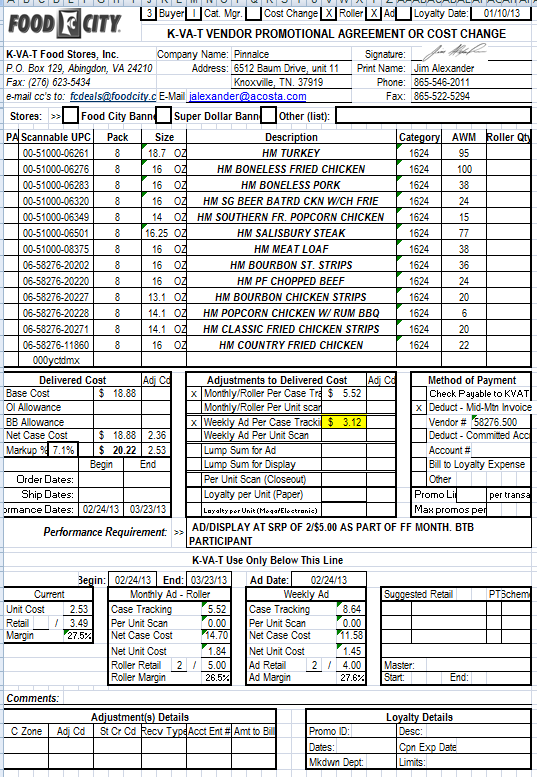 FOOD CITY.
3 Buyer I Cat. Mgr. Cost Change X Roller X Ad Loyalty Date: 01/10/13
K-VA-T VENDOR PROMOTIONAL AGREEMENT OR COST CHANGE
K-VA-T Food Stores, Inc. Company Name: Pinnalce Signature:
P.O. Box 129, Abingdon, VA 24210 Address: 6512 Baum Drive, unit 11 Print Name: Jim Alexander
Fax: (276) 623-5434 Knoxville, TN. 37919 Phone: 865-546-2011
e-mail cc's to: fcdeals@foodcity.c E-Mail jalexander@acosta.com Fax: 865-522-5294
Stores: >> Food City Bann Super Dollar Bann Other (list):
PA Scannable UPC Pack Size Description Category AWM Roller Qty
00-51000-06261 8 18.7 OZ HM TURKEY 1624 95
00-51000-06276 8 16 OZ HM BONELESS FRIED CHICKEN 1624 100
00-51000-06283 8 16 OZ HM BONELESS PORK 1624 38
00-51000-06320 8 16 OZ HM SG BEER BATRD CKN W/CH FRIE 1624 24
00-51000-06349 8 14 OZ HM SOUTHERN FR. POPCORN CHICKEN 1624 15
00-51000-06501 8 16.25 OZ HM SALISBURY STEAK 1624 77
00-51000-08375 8 16 OZ HM MEAT LOAF 1624 38
06-58276-20202 8 16 OZ HM BOURBON ST. STRIPS 1624 36
06-58276-20220 8 16 OZ HM PF CHOPPED BEEF 1624 24
06-58276-20227 8 13.1 OZ HM BOURBON CHICKEN STRIPS 1624 20
06-58276-20228 8 14.1 OZ HM POPCORN CHICKEN W/ RUM BBQ 1624 6
06-58276-20271 8 14.1 OZ HM CLASSIC FRIED CHICKEN STRIPS 1624 20
06-58276-11860 8 16 OZ HM COUNTRY FRIED CHICKEN 1624 22
000yctdmx
Delivered Cost Adj Cd Adjustments to Delivered Cost Adj Cd Method of Payment
Base Cost $ 18.88 X Monthly/Roller Per Case Tra $ 5.52 Check Payable to KVAT
OI Allowance Monthly/Roller Per Unit scan X Deduct - Mid-Mtn Invoice
BB Allowance X Weekly Ad Per Case Tracki $ 3.12 Vendor # 58276.500
Net Case Cost $ 18.88 2.36 Weekly Ad Per Unit Scan Deduct - Committed Acc
Markup % 7.1% $ 20.22 2.53 Lump Sum for Ad Account #
Begin End Lump Sum for Display Bill to Loyalty Expense
Order Dates: Per Unit Scan (Closeout) Other
Ship Dates: Loyalty per Unit (Paper) Promo Li per transa
rmance Dates: 02/24/13 03/23/13 Loyalty per Unit (Mega/Electronic) Max promos per
Performance Requirement: >> AD/DISPLAY AT SRP OF 2/$5.00 AS PART OF FF MONTH. BTB
PARTICIPANT
K-VA-T Use Only Below This Line
Begin: 02/24/13 End: 03/23/13 Ad Date: 02/24/13
Current Monthly Ad - Roller Weekly Ad Suggested Retail PTScheme
Unit Cost 2.53 Case Tracking 5.52 Case Tracking 8.64
Retail / 3.49 Per Unit Scan 0.00 Per Unit Scan 0.00
Margin 27.5% Net Case Cost 14.70 Net Case Cost 11.58
Net Unit Cost 1.84 Net Unit Cost 1.45
Roller Retail 2 / 5.00 Ad Retail 2 / 4.00 Master:
Roller Margin 26.5% Ad Margin 27.6% Start: End:
Comments:
Adjustment(s) Details Loyalty Details
C Zone Adj Cd St Cr Cd Recv Type Acct Ent # Amt to Bill Promo ID: Desc:
Dates: Cpn Exp Date
Mkdwn Dept: Limits: